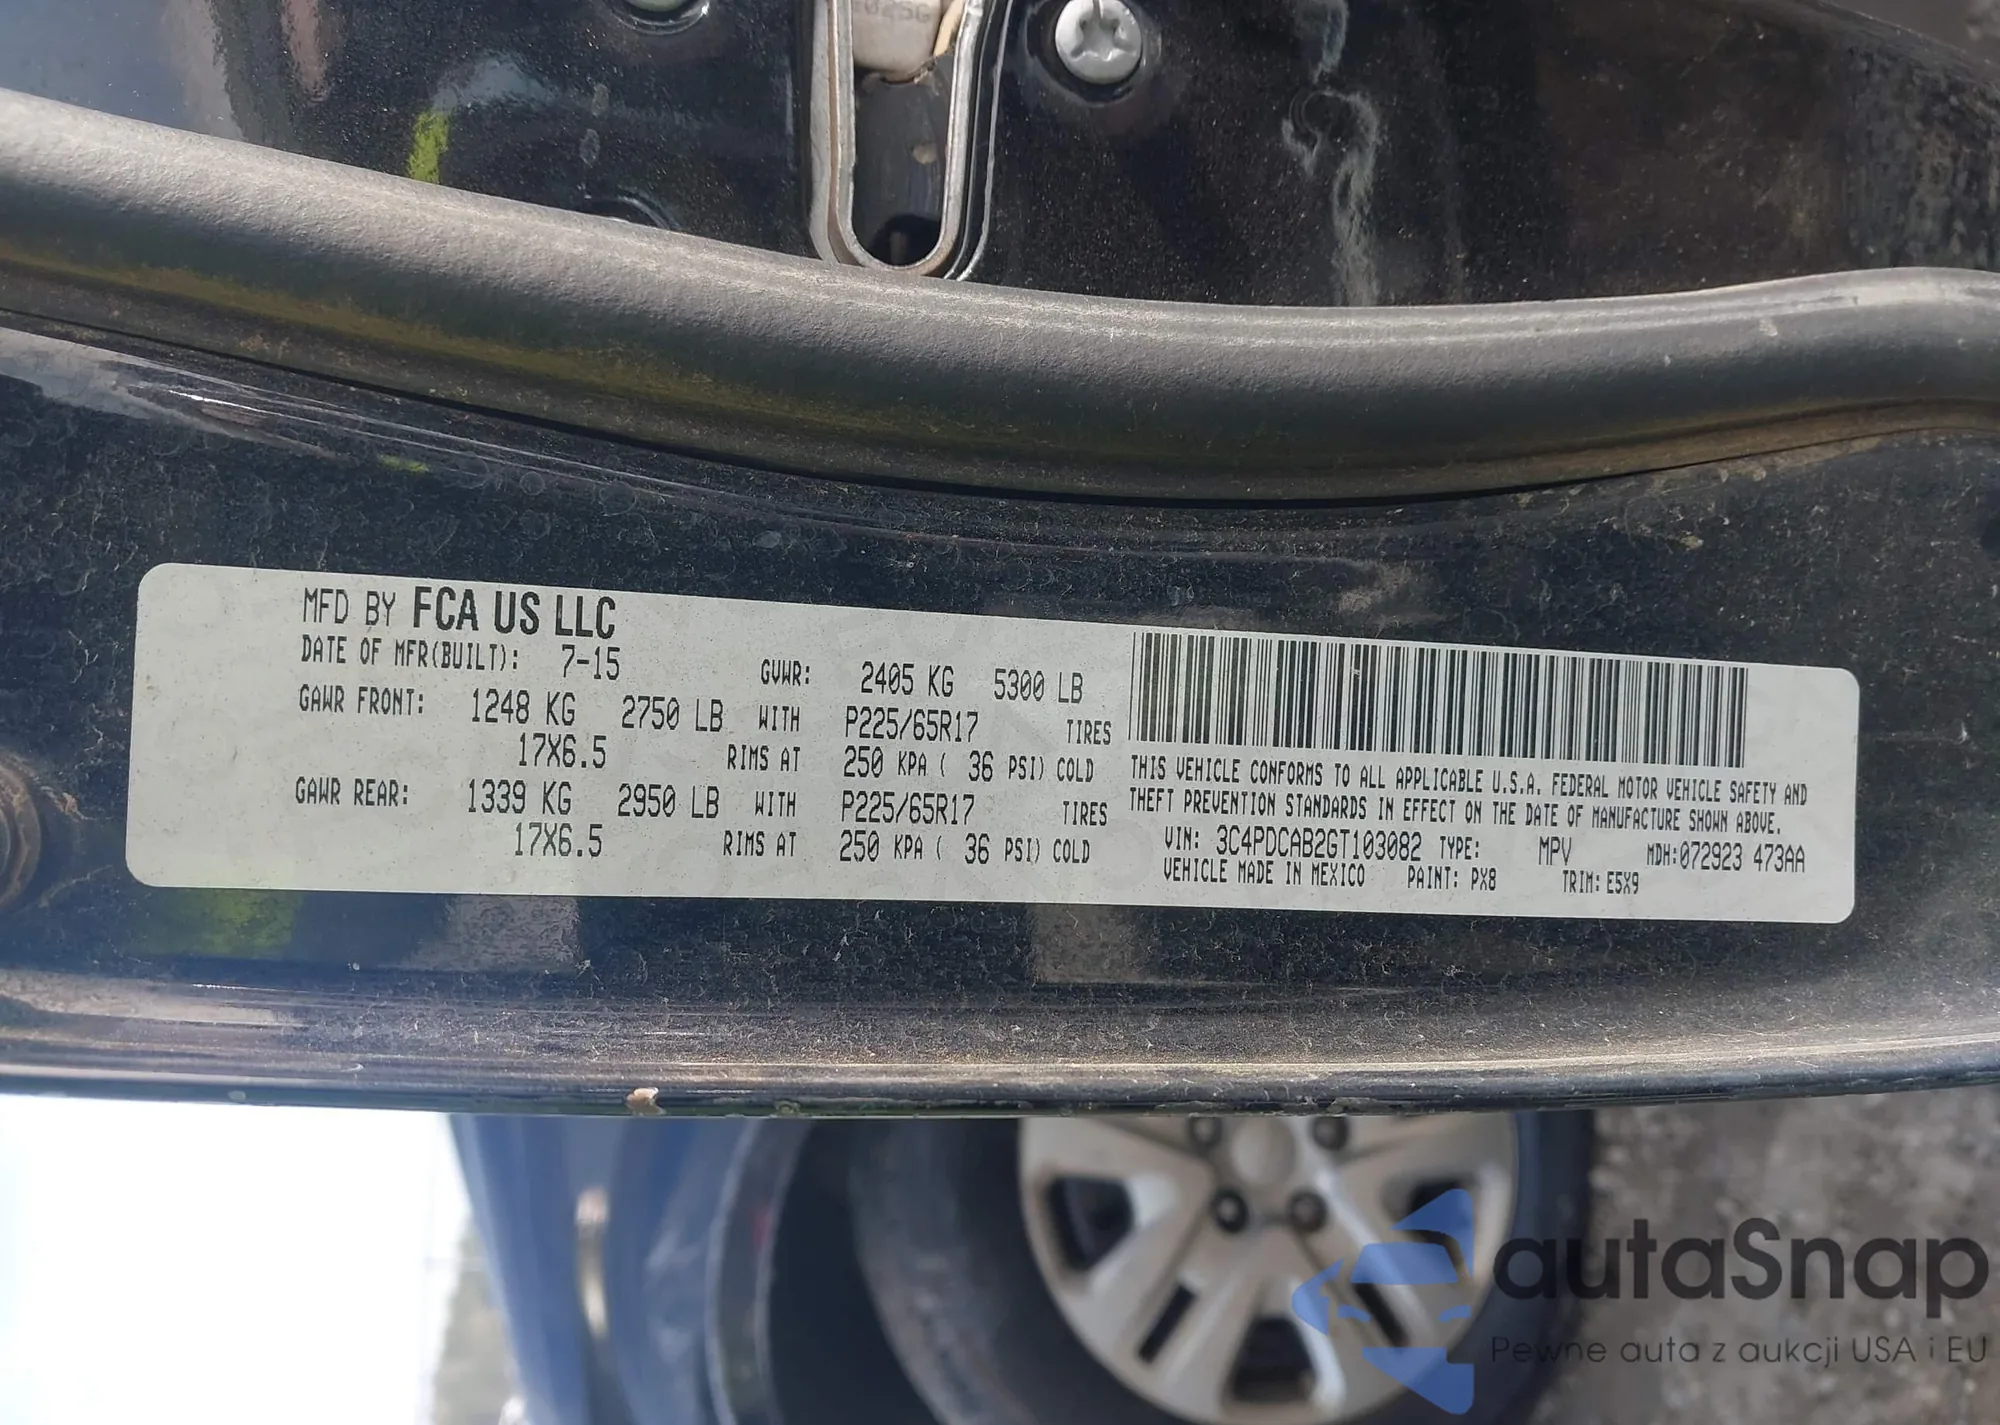 MFD BY FCA US LLC
DATE OF MFR(BUILT): 7-15 GVWR: 2405 KG 5300 LB
GAWR FRONT: 1248 KG 2750 LB WITH P225/65R17 TIRES
17X6.5 RIMS AT 250 KPA ( 36 PSI) COLD
GAWR REAR: 1339 KG 2950 LB WITH P225/65R17 TIRES
17X6.5 RIMS AT 250 KPA ( 36 PSI) COLD
THIS VEHICLE CONFORMS TO ALL APPLICABLE U.S.A. FEDERAL MOTOR VEHICLE SAFETY AND
THEFT PREVENTION STANDARDS IN EFFECT ON THE DATE OF MANUFACTURE SHOWN ABOVE.
VIN: 3C4PDCAB2GT103082 TYPE: MPV MDH:072923 473AA
VEHICLE MADE IN MEXICO PAINT: PX8 TRIM: E5X9
autaSnap
Pewne auta z aukcji USA i EU